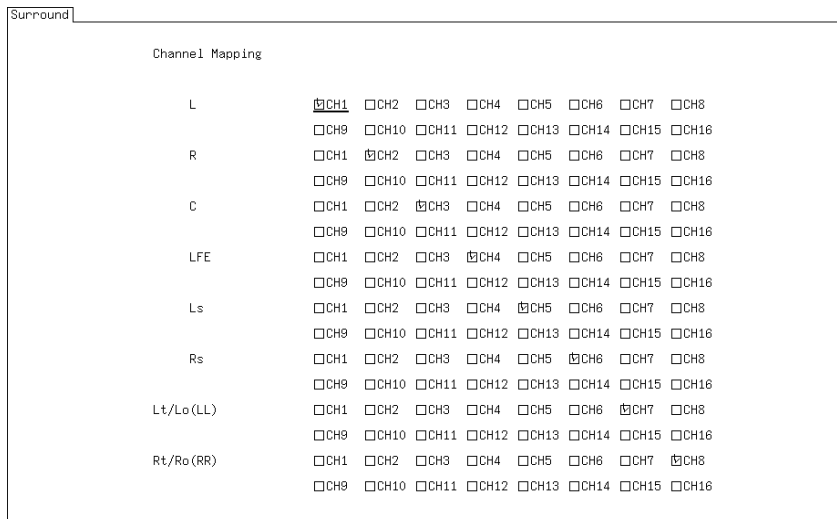 Surround
Channel Mapping
L ☑CH1 ☐CH2 ☐CH3 ☐CH4 ☐CH5 ☐CH6 ☐CH7 ☐CH8
☐CH9 ☐CH10 ☐CH11 ☐CH12 ☐CH13 ☐CH14 ☐CH15 ☐CH16
R ☐CH1 ☑CH2 ☐CH3 ☐CH4 ☐CH5 ☐CH6 ☐CH7 ☐CH8
☐CH9 ☐CH10 ☐CH11 ☐CH12 ☐CH13 ☐CH14 ☐CH15 ☐CH16
C ☐CH1 ☐CH2 ☑CH3 ☐CH4 ☐CH5 ☐CH6 ☐CH7 ☐CH8
☐CH9 ☐CH10 ☐CH11 ☐CH12 ☐CH13 ☐CH14 ☐CH15 ☐CH16
LFE ☐CH1 ☐CH2 ☐CH3 ☑CH4 ☐CH5 ☐CH6 ☐CH7 ☐CH8
☐CH9 ☐CH10 ☐CH11 ☐CH12 ☐CH13 ☐CH14 ☐CH15 ☐CH16
Ls ☐CH1 ☐CH2 ☐CH3 ☐CH4 ☑CH5 ☐CH6 ☐CH7 ☐CH8
☐CH9 ☐CH10 ☐CH11 ☐CH12 ☐CH13 ☐CH14 ☐CH15 ☐CH16
Rs ☐CH1 ☐CH2 ☐CH3 ☐CH4 ☐CH5 ☑CH6 ☐CH7 ☐CH8
☐CH9 ☐CH10 ☐CH11 ☐CH12 ☐CH13 ☐CH14 ☐CH15 ☐CH16
Lt/Lo(LL) ☐CH1 ☐CH2 ☐CH3 ☐CH4 ☐CH5 ☐CH6 ☑CH7 ☐CH8
☐CH9 ☐CH10 ☐CH11 ☐CH12 ☐CH13 ☐CH14 ☐CH15 ☐CH16
Rt/Ro(RR) ☐CH1 ☐CH2 ☐CH3 ☐CH4 ☐CH5 ☐CH6 ☐CH7 ☑CH8
☐CH9 ☐CH10 ☐CH11 ☐CH12 ☐CH13 ☐CH14 ☐CH15 ☐CH16